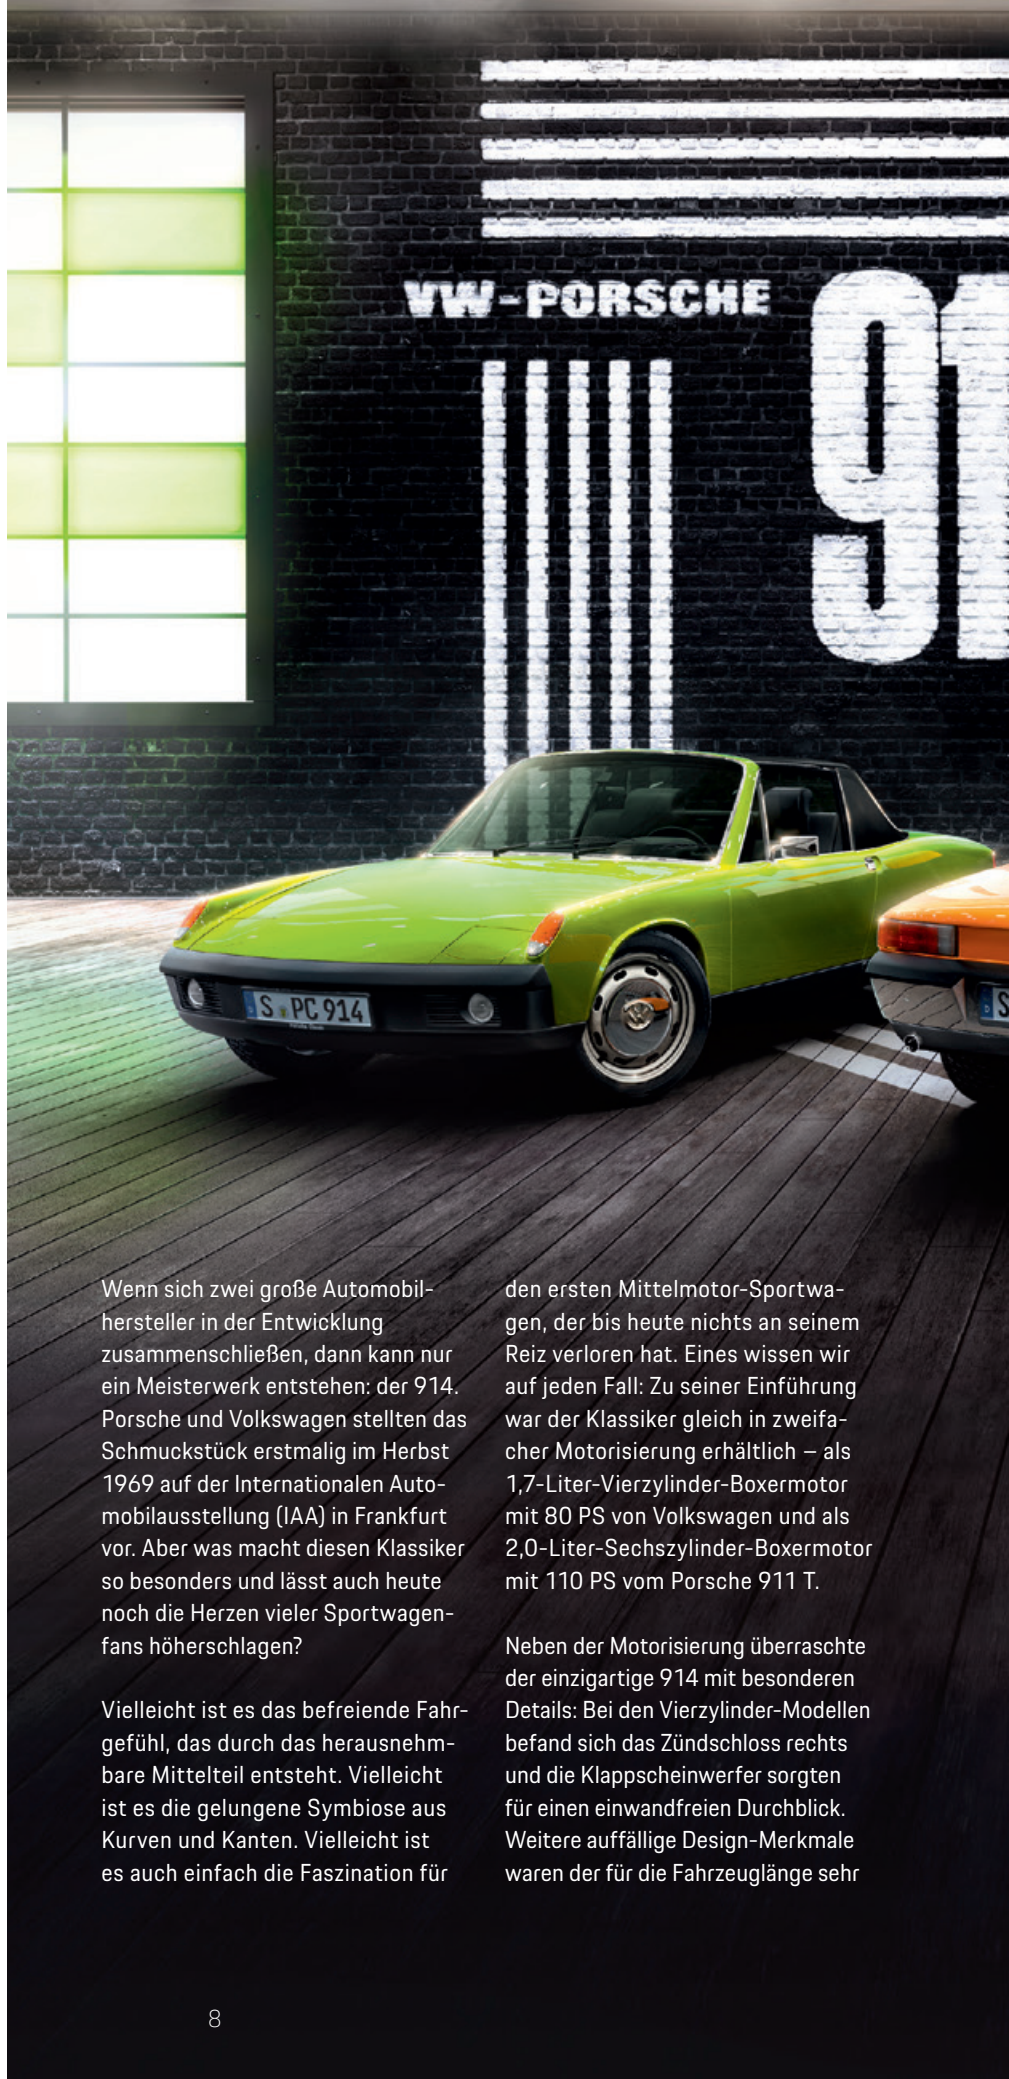 VW-PORSCHE
91
S PC 914
S
Wenn sich zwei große Automobil-
hersteller in der Entwicklung
zusammenschließen, dann kann nur
ein Meisterwerk entstehen: der 914.
Porsche und Volkswagen stellten das
Schmuckstück erstmalig im Herbst
1969 auf der Internationalen Auto-
mobilausstellung (IAA) in Frankfurt
vor. Aber was macht diesen Klassiker
so besonders und lässt auch heute
noch die Herzen vieler Sportwagen-
fans höherschlagen?
Vielleicht ist es das befreiende Fahr-
gefühl, das durch das herausnehm-
bare Mittelteil entsteht. Vielleicht
ist es die gelungene Symbiose aus
Kurven und Kanten. Vielleicht ist
es auch einfach die Faszination für
den ersten Mittelmotor-Sportwa-
gen, der bis heute nichts an seinem
Reiz verloren hat. Eines wissen wir
auf jeden Fall: Zu seiner Einführung
war der Klassiker gleich in zweifa-
cher Motorisierung erhältlich – als
1,7-Liter-Vierzylinder-Boxermotor
mit 80 PS von Volkswagen und als
2,0-Liter-Sechszylinder-Boxermotor
mit 110 PS vom Porsche 911 T.
Neben der Motorisierung überraschte
der einzigartige 914 mit besonderen
Details: Bei den Vierzylinder-Modellen
befand sich das Zündschloss rechts
und die Klappscheinwerfer sorgten
für einen einwandfreien Durchblick.
Weitere auffällige Design-Merkmale
waren der für die Fahrzeuglänge sehr
8